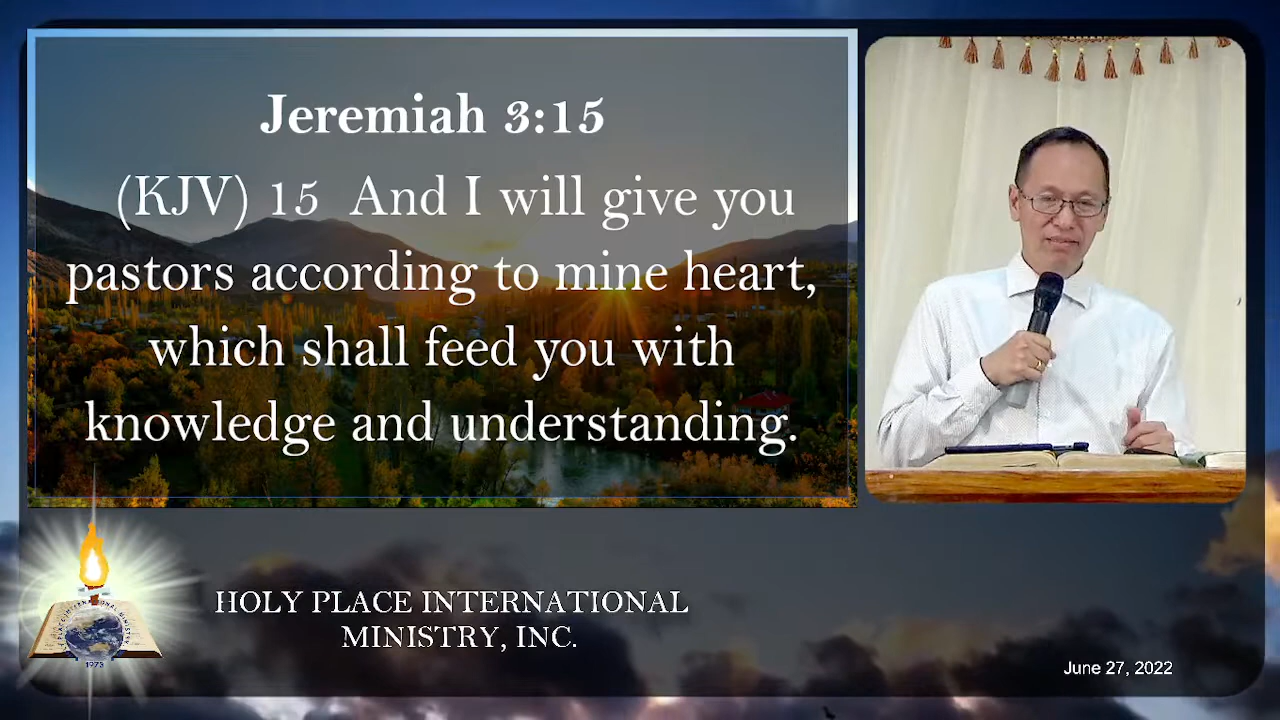 Jeremiah 3:15
(KJV) 15 And I will give you
pastors according to mine heart,
which shall feed you with
knowledge and understanding.
HOLY PLACE INTERNATIONAL
MINISTRY, INC.
1973
June 27, 2022